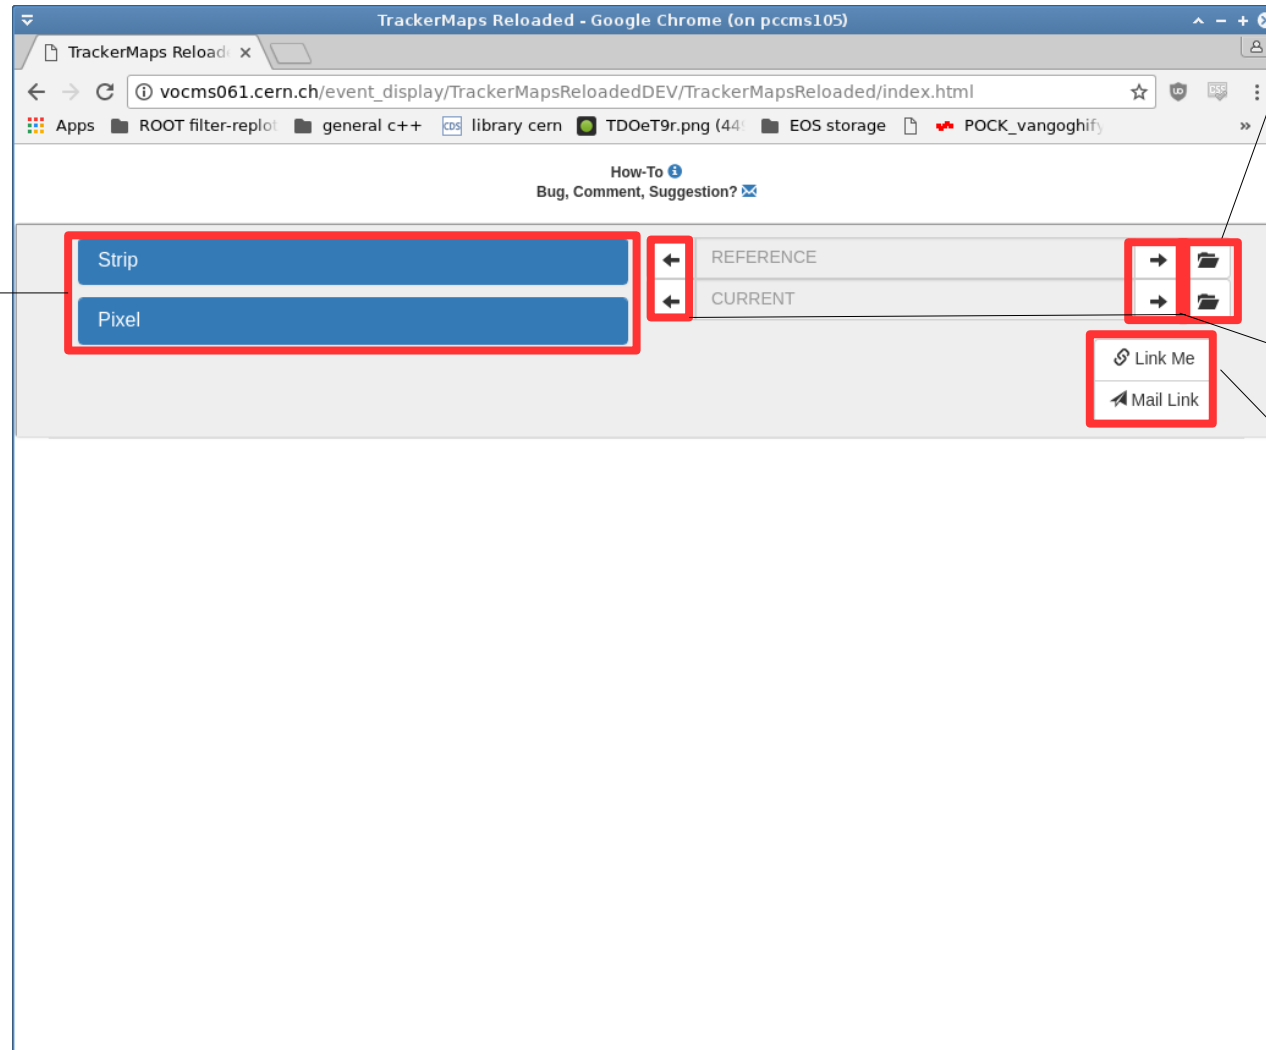 TrackerMaps Reloaded - Google Chrome (on pccms105)
TrackerMaps Reload
vocms061.cern.ch/event_display/TrackerMapsReloadedDEV/TrackerMapsReloaded/index.html
Apps ROOT filter-replot general c++ CDS library cern TDOeT9r.png (44 EOS storage POCK_vangoghify
How-To
Bug, Comment, Suggestion?
Strip
REFERENCE
Pixel
CURRENT
Link Me
Mail Link